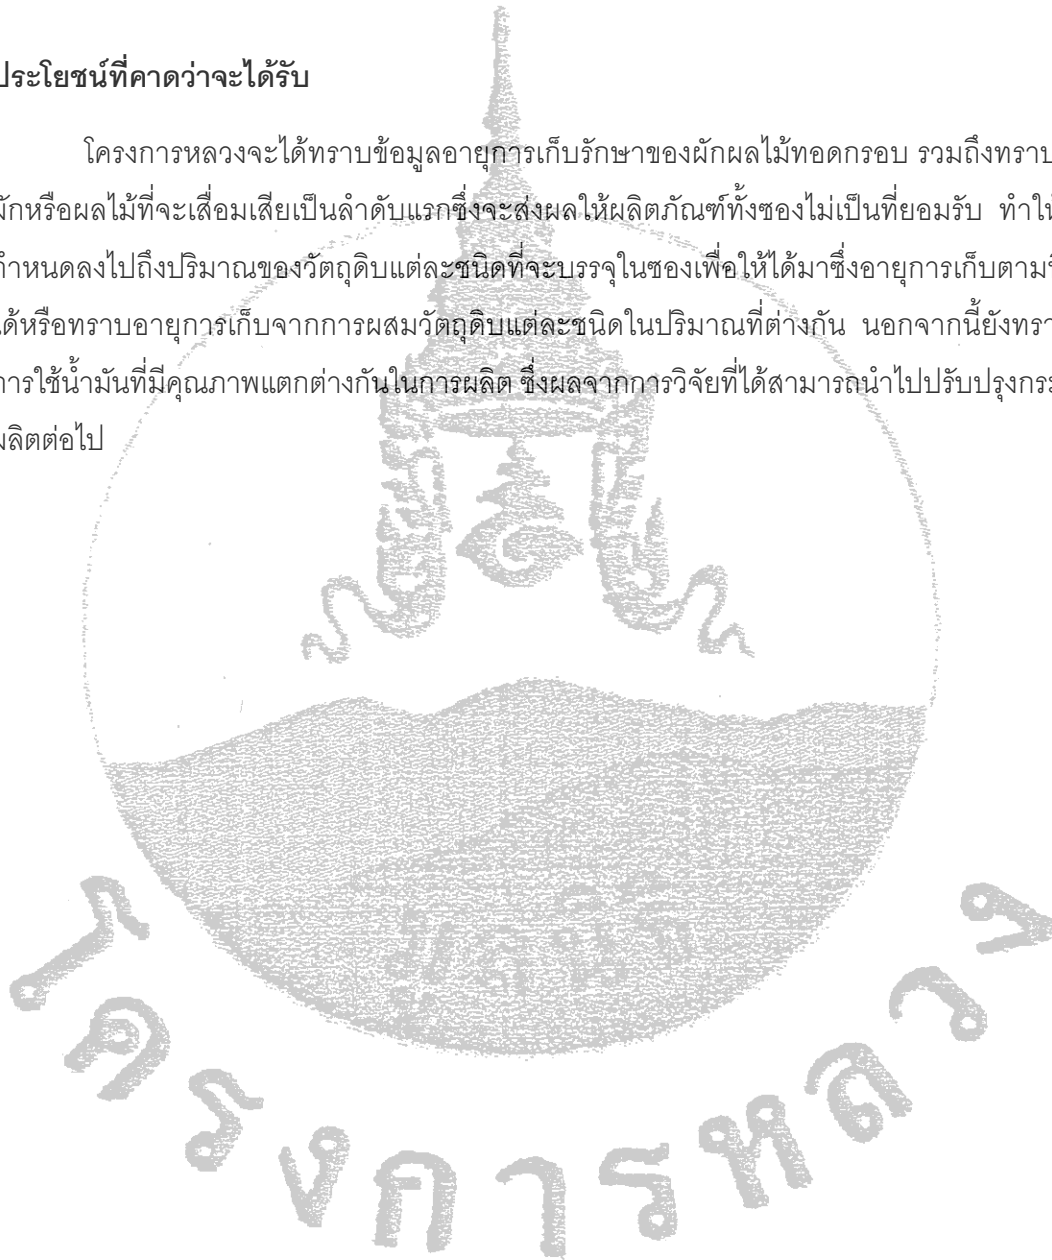 ประโยชน์ที่คาดว่าจะได้รับ
โครงการหลวงจะได้ทราบข้อมูลอายุการเก็บรักษาของผักผลไม้ทอดกรอบ รวมถึงทราบ
ผักหรือผลไม้ที่จะเสื่อมเสียเป็นลำดับแรกซึ่งจะส่งผลให้ผลิตภัณฑ์ทั้งซองไม่เป็นที่ยอมรับ ทำให้
กำหนดลงไปถึงปริมาณของวัตถุดิบแต่ละชนิดที่จะบรรจุในซองเพื่อให้ได้มาซึ่งอายุการเก็บตาม
ได้หรือทราบอายุการเก็บจากการผสมวัตถุดิบแต่ละชนิดในปริมาณที่ต่างกัน นอกจากนี้ยัง
การใช้น้ำมันที่มีคุณภาพแตกต่างกันในการผลิต ซึ่งผลจากการวิจัยที่ได้สามารถนำไปปรับปรุง
ผลิตต่อไป
มูลนิธิ
โครงการหลวง